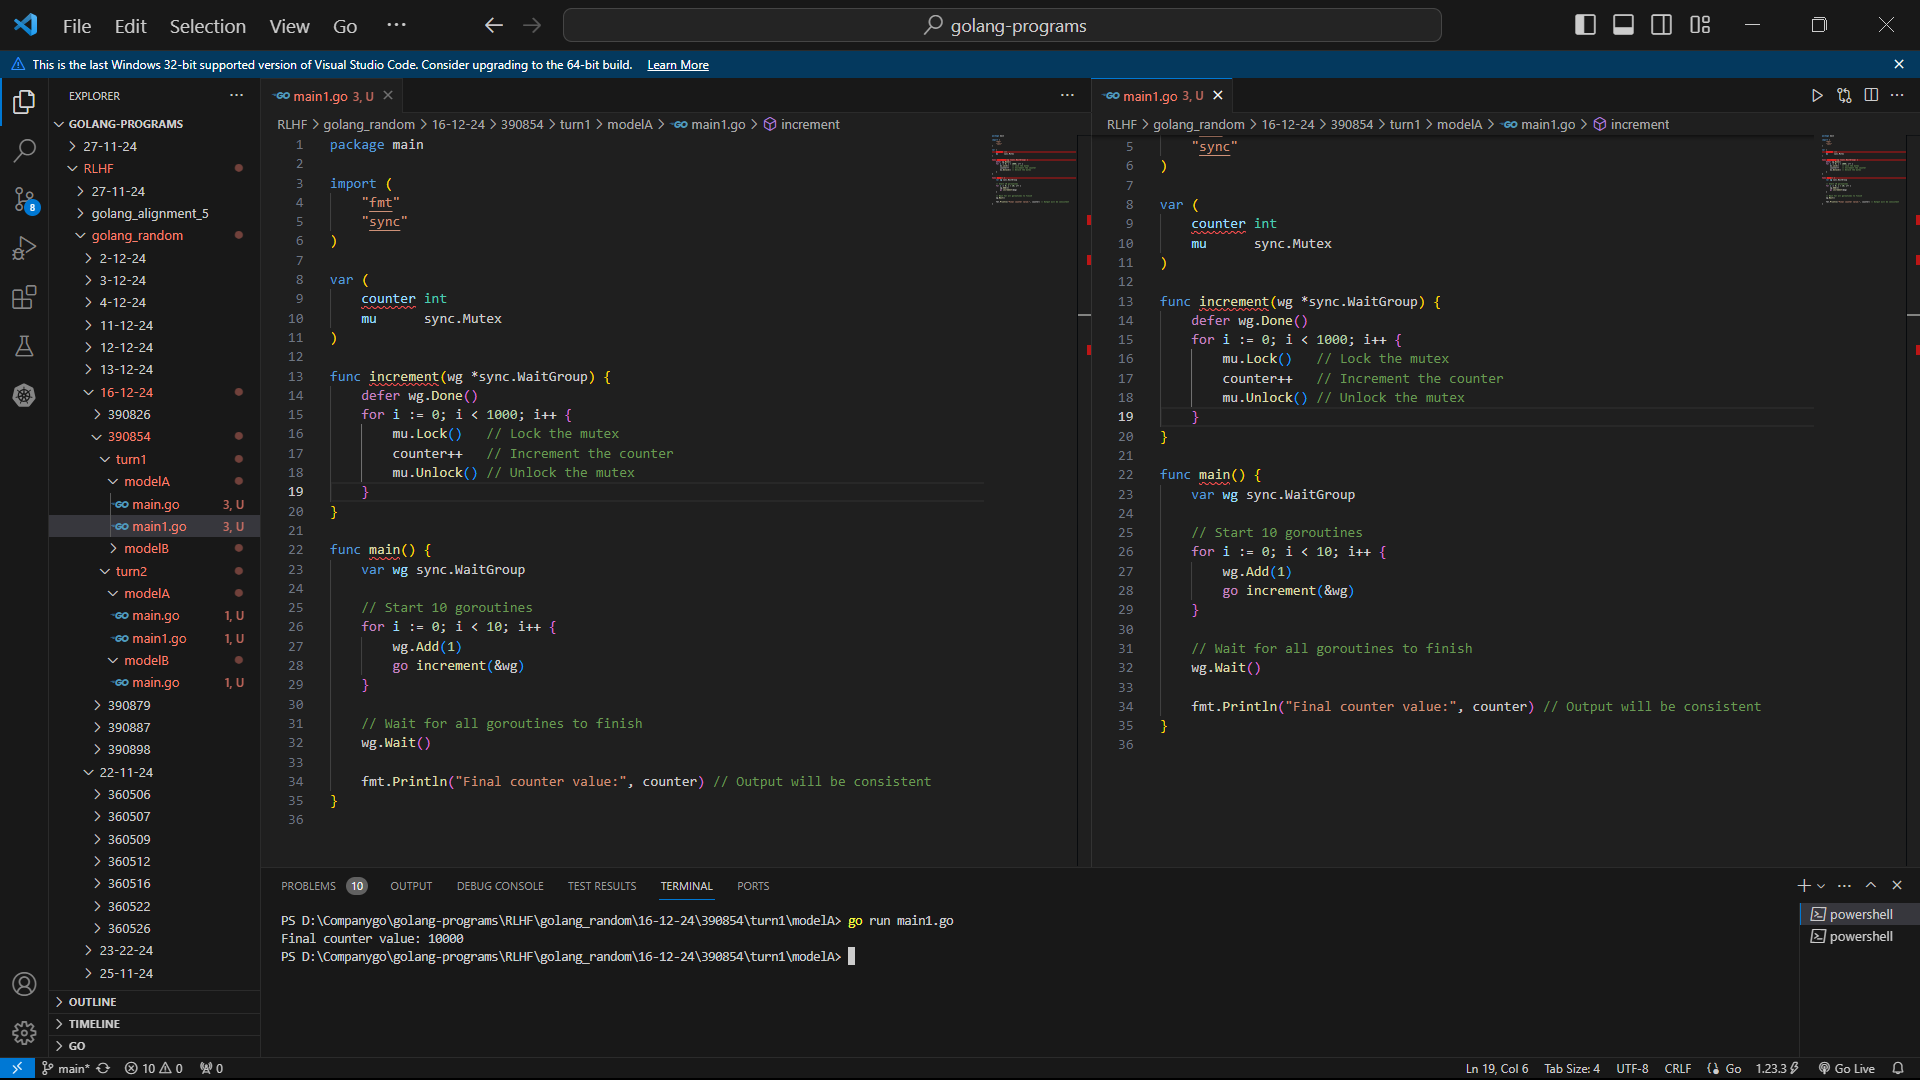 File Edit Selection View Go ··· golang-programs
This is the last Windows 32-bit supported version of Visual Studio Code. Consider upgrading to the 64-bit build. Learn More
EXPLORER
GOLANG-PROGRAMS
27-11-24
RLHF
27-11-24
golang_alignment_5
golang_random
2-12-24
3-12-24
4-12-24
11-12-24
12-12-24
13-12-24
16-12-24
390826
390854
turn1
modelA
main.go 3, U
main1.go 3, U
modelB
turn2
modelA
main.go 1, U
main1.go 1, U
modelB
main.go 1, U
390879
390887
390898
22-11-24
360506
360507
360509
360512
360516
360522
360526
23-22-24
25-11-24
OUTLINE
TIMELINE
GO
8
main1.go 3, U
RLHF > golang_random > 16-12-24 > 390854 > turn1 > modelA > main1.go > increment
1 package main
2
3 import (
4 "fmt"
5 "sync"
6 )
7
8 var (
9 counter int
10 mu sync.Mutex
11 )
12
13 func increment(wg *sync.WaitGroup) {
14 defer wg.Done()
15 for i := 0; i < 1000; i++ {
16 mu.Lock() // Lock the mutex
17 counter++ // Increment the counter
18 mu.Unlock() // Unlock the mutex
19 }
20 }
21
22 func main() {
23 var wg sync.WaitGroup
24
25 // Start 10 goroutines
26 for i := 0; i < 10; i++ {
27 wg.Add(1)
28 go increment(&wg)
29 }
30
31 // Wait for all goroutines to finish
32 wg.Wait()
33
34 fmt.Println("Final counter value:", counter) // Output will be consistent
35 }
36
main1.go 3, U
RLHF > golang_random > 16-12-24 > 390854 > turn1 > modelA > main1.go > increment
5 "sync"
6 )
7
8 var (
9 counter int
10 mu sync.Mutex
11 )
12
13 func increment(wg *sync.WaitGroup) {
14 defer wg.Done()
15 for i := 0; i < 1000; i++ {
16 mu.Lock() // Lock the mutex
17 counter++ // Increment the counter
18 mu.Unlock() // Unlock the mutex
19 }
20 }
21
22 func main() {
23 var wg sync.WaitGroup
24
25 // Start 10 goroutines
26 for i := 0; i < 10; i++ {
27 wg.Add(1)
28 go increment(&wg)
29 }
30
31 // Wait for all goroutines to finish
32 wg.Wait()
33
34 fmt.Println("Final counter value:", counter) // Output will be consistent
35 }
36
PROBLEMS 10 OUTPUT DEBUG CONSOLE TEST RESULTS TERMINAL PORTS
PS D:\Companygo\golang-programs\RLHF\golang_random\16-12-24\390854\turn1\modelA> go run main1.go
Final counter value: 10000
PS D:\Companygo\golang-programs\RLHF\golang_random\16-12-24\390854\turn1\modelA>
powershell
powershell
main* 10 0 0 Ln 19, Col 6 Tab Size: 4 UTF-8 CRLF Go 1.23.3 Go Live